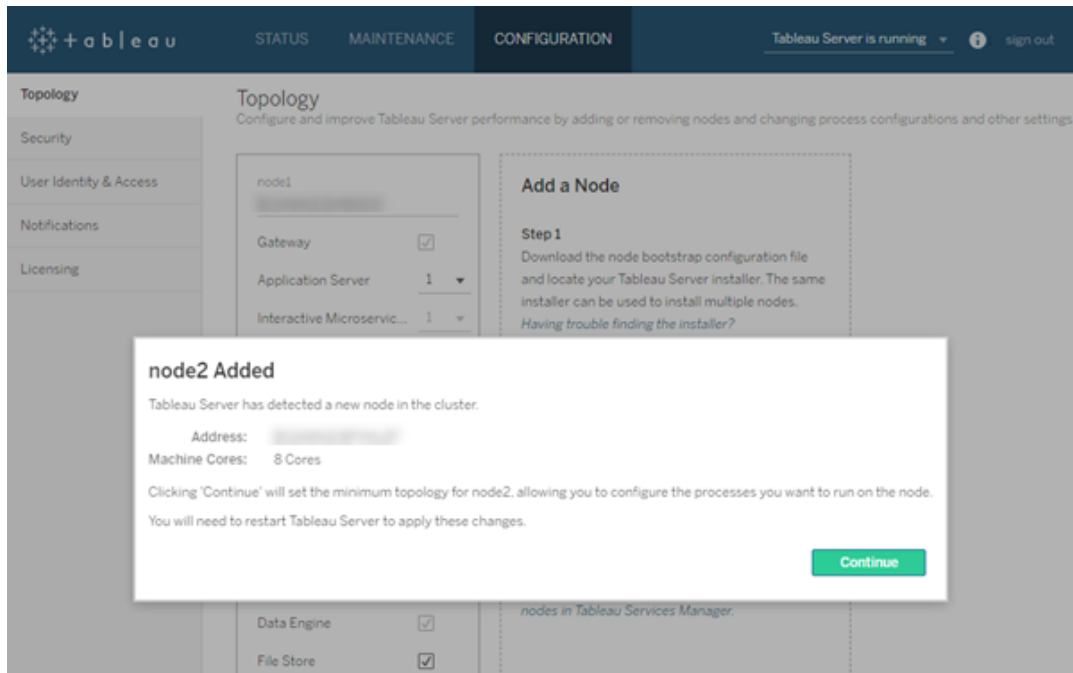 + a b | e a u
STATUS
MAINTENANCE
CONFIGURATION
Tableau Server is running
sign out
Topology
Security
User Identity & Access
Notifications
Licensing
Topology
Configure and improve Tableau Server performance by adding or removing nodes and changing process configurations and other settings
node1
Gateway
Application Server 1
Interactive Microservic... 1
Add a Node
Step 1
Download the node bootstrap configuration file
and locate your Tableau Server installer. The same
installer can be used to install multiple nodes.
Having trouble finding the installer?
node2 Added
Tableau Server has detected a new node in the cluster.
Address:
Machine Cores: 8 Cores
Clicking 'Continue' will set the minimum topology for node2, allowing you to configure the processes you want to run on the node.
You will need to restart Tableau Server to apply these changes.
Continue
Data Engine
File Store
nodes in Tableau Services Manager.